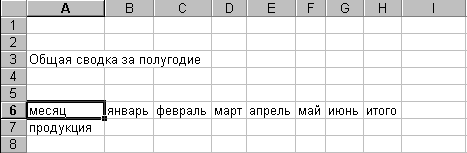 A B C D E F G H I
1
2
3 Общая сводка за полугодие
4
5
6 месяц январь февраль март апрель май июнь итого
7 продукция
8